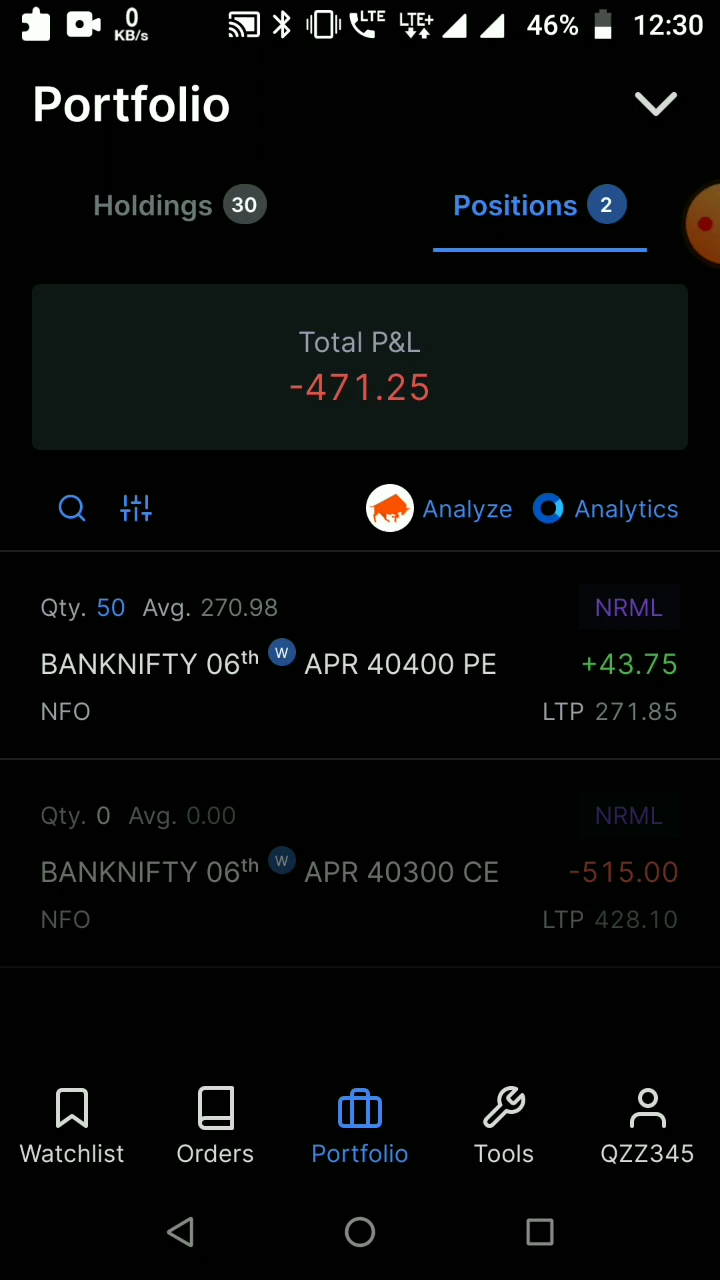 0 KB/s LTE LTE+ 46% 12:30
Portfolio
Holdings 30 Positions 2
Total P&L
-471.25
Analyze Analytics
Qty. 50 Avg. 270.98 NRML
BANKNIFTY 06th W APR 40400 PE +43.75
NFO LTP 271.85
Qty. 0 Avg. 0.00 NRML
BANKNIFTY 06th W APR 40300 CE -515.00
NFO LTP 428.10
Watchlist Orders Portfolio Tools QZZ345